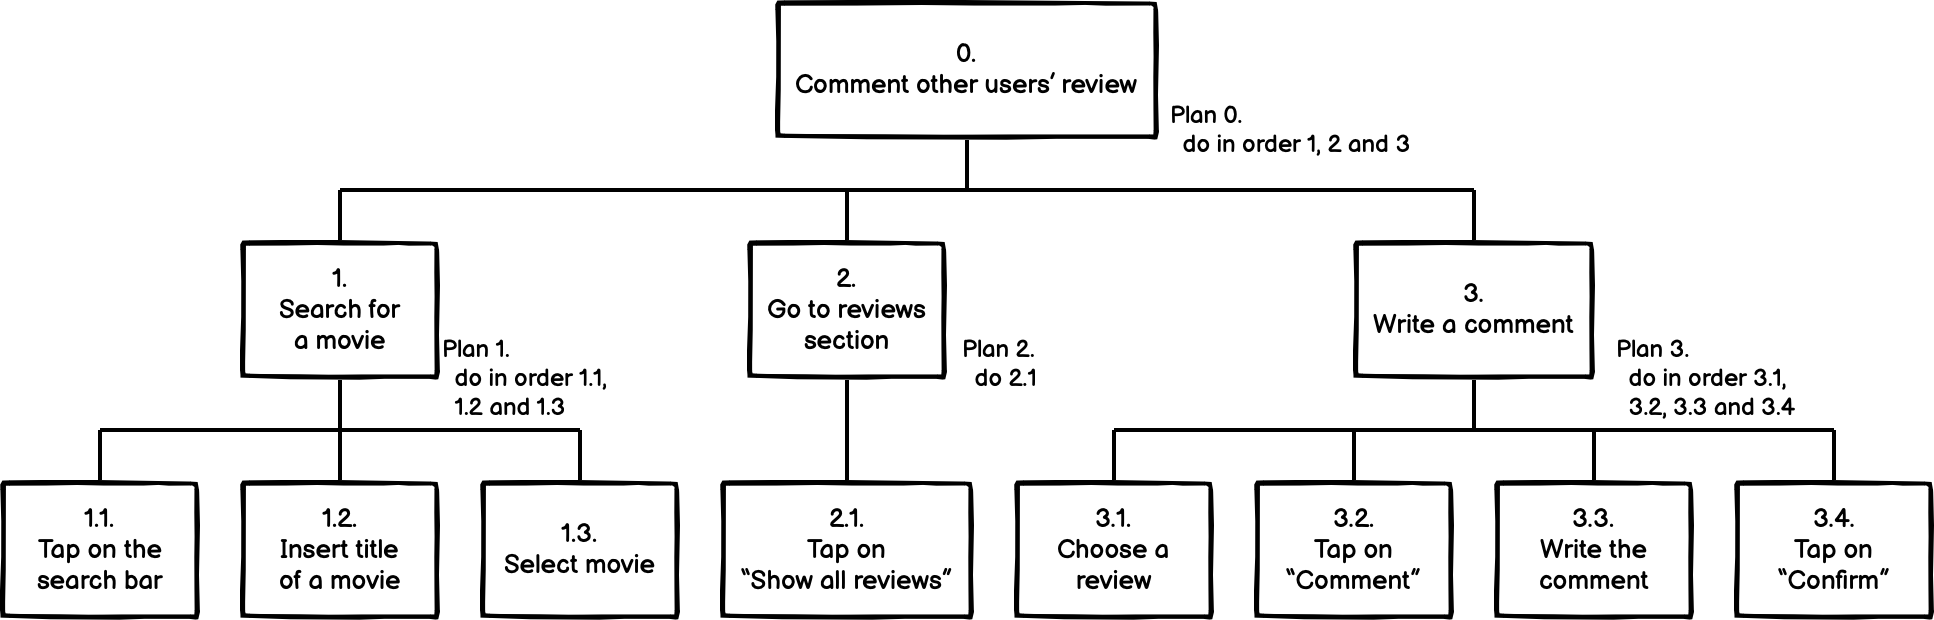 0.
Comment other users’ review
Plan 0.
do in order 1, 2 and 3
1.
Search for
a movie
Plan 1.
do in order 1.1,
1.2 and 1.3
2.
Go to reviews
section
Plan 2.
do 2.1
3.
Write a comment
Plan 3.
do in order 3.1,
3.2, 3.3 and 3.4
1.1.
Tap on the
search bar
1.2.
Insert title
of a movie
1.3.
Select movie
2.1.
Tap on
“Show all reviews”
3.1.
Choose a
review
3.2.
Tap on
“Comment”
3.3.
Write the
comment
3.4.
Tap on
“Confirm”